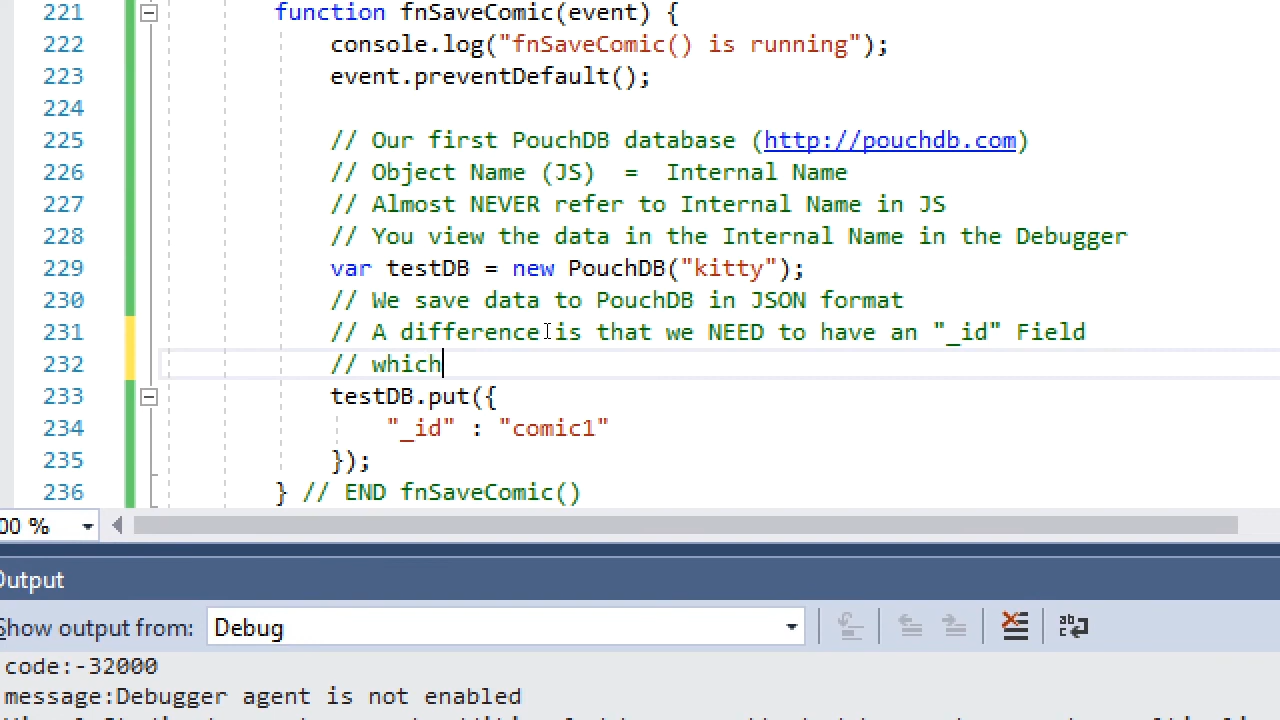 221 function fnSaveComic(event) {
222 console.log("fnSaveComic() is running");
223 event.preventDefault();
224
225 // Our first PouchDB database (http://pouchdb.com)
226 // Object Name (JS) = Internal Name
227 // Almost NEVER refer to Internal Name in JS
228 // You view the data in the Internal Name in the Debugger
229 var testDB = new PouchDB("kitty");
230 // We save data to PouchDB in JSON format
231 // A difference is that we NEED to have an "_id" Field
232 // which
233 testDB.put({
234 "_id" : "comic1"
235 });
236 } // END fnSaveComic()
00 %
Output
Show output from: Debug
code:-32000
message:Debugger agent is not enabled